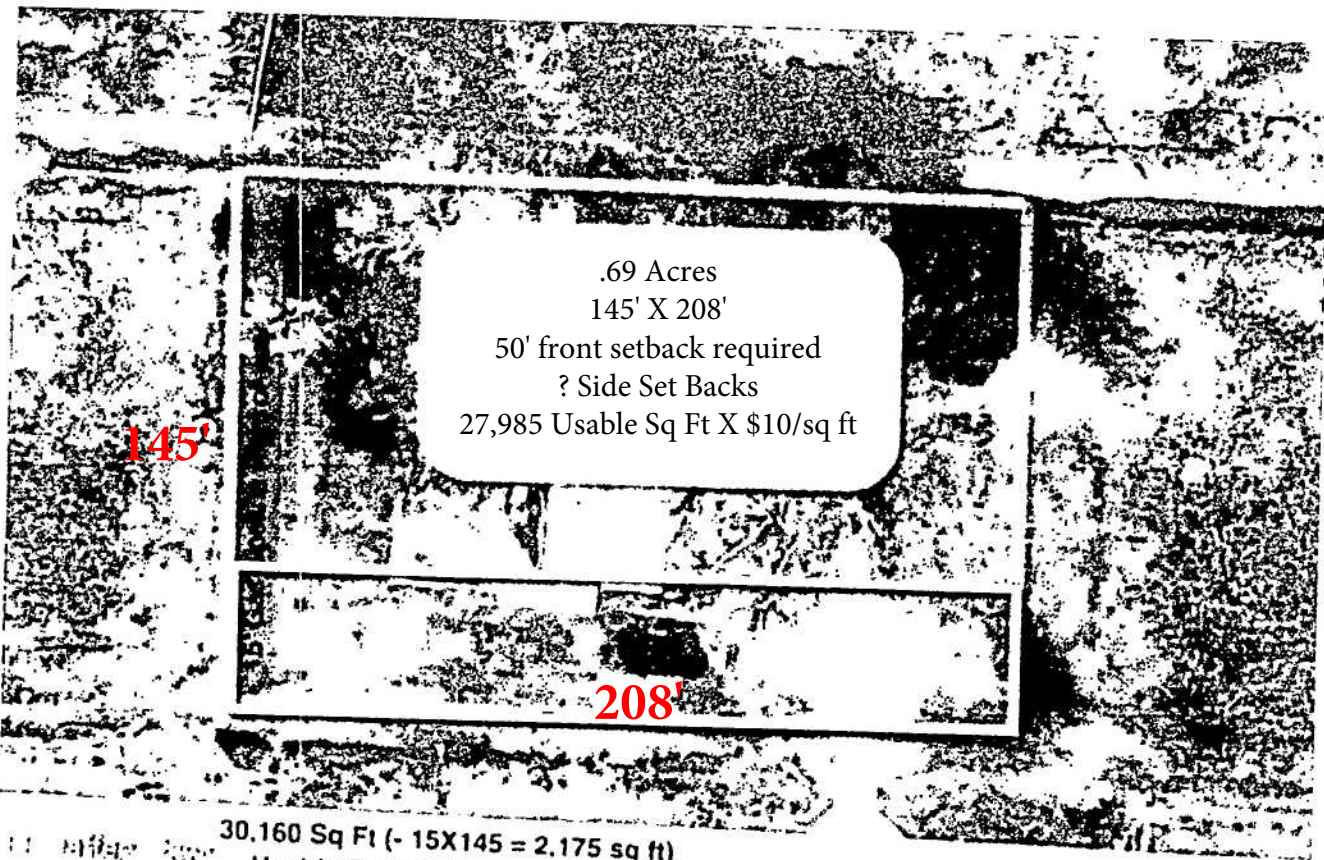 .69 Acres
145' X 208'
50' front setback required
? Side Set Backs
27,985 Usable Sq Ft X $10/sq ft
145'
208'
30,160 Sq Ft (- 15X145 = 2,175 sq ft)